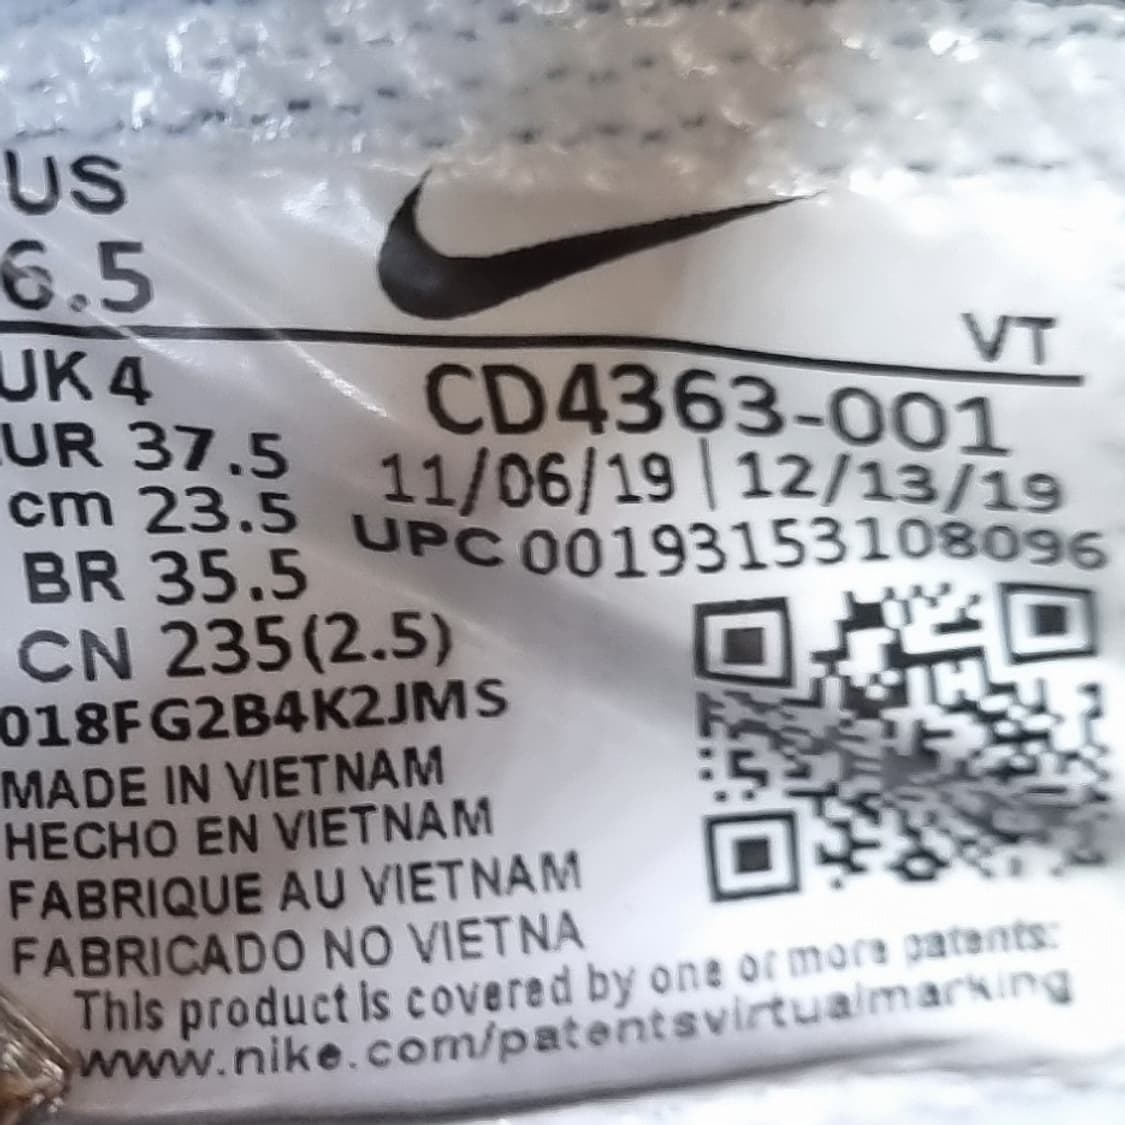 US
6.5
VT
UK 4
CD4363-001
UR 37.5
11/06/19 | 12/13/19
cm 23.5
UPC 00193153108096
BR 35.5
CN 235(2.5)
018FG2B4K2JMS
MADE IN VIETNAM
HECHO EN VIETNAM
FABRIQUE AU VIETNAM
FABRICADO NO VIETNA
This product is covered by one or more patents:
www.nike.com/patentsvirtualmarking